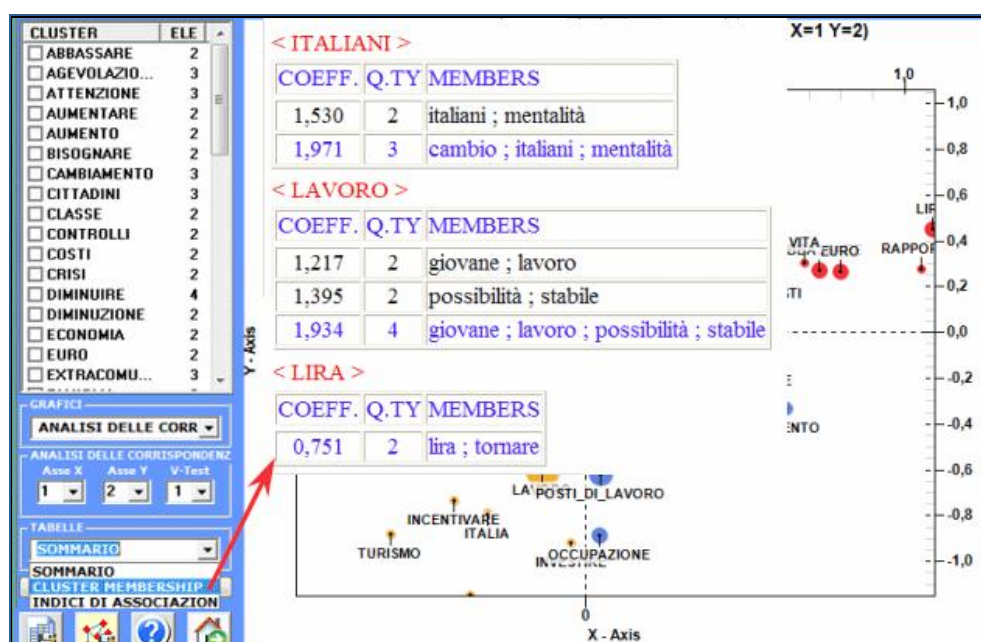 CLUSTER ELE
ABBASSARE 2
AGEVOLAZIO... 3
ATTENZIONE 3
AUMENTARE 2
AUMENTO 2
BISOGNARE 2
CAMBIAMENTO 3
CITTADINI 3
CLASSE 2
CONTROLLI 2
COSTI 2
CRISI 2
DIMINUIRE 4
DIMINUZIONE 2
ECONOMIA 2
EURO 2
EXTRACOMU... 3
GRAFICI
ANALISI DELLE CORR
ANALISI DELLE CORRISPONDENZ
Asse X Asse Y V-Test
1 2 1
TABELLE
SOMMARIO
SOMMARIO
CLUSTER MEMBERSHIP
INDICI DI ASSOCIAZION
< ITALIANI >
COEFF. Q.TY MEMBERS
1,530 2 italiani ; mentalità
1,971 3 cambio ; italiani ; mentalità
< LAVORO >
COEFF. Q.TY MEMBERS
1,217 2 giovane ; lavoro
1,395 2 possibilità ; stabile
1,934 4 giovane ; lavoro ; possibilità ; stabile
< LIRA >
COEFF. Q.TY MEMBERS
0,751 2 lira ; tornare
X=1 Y=2)
1,0
1,0
0,8
0,6
LIR
0,4
VITA
EURO
RAPPOR
0,2
STI
0,0
Y - Axis
-0,2
ENTO
-0,4
-0,6
POSTI_DI_LAVORO
INCENTIVARE
-0,8
ITALIA
TURISMO
OCCUPAZIONE
-1,0
0
X - Axis